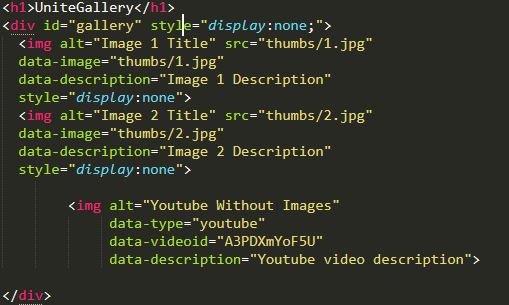 <h1>UniteGallery</h1>
<div id="gallery" style="display:none;">
<img alt="Image 1 Title" src="thumbs/1.jpg"
data-image="thumbs/1.jpg"
data-description="Image 1 Description"
style="display:none">
<img alt="Image 2 Title" src="thumbs/2.jpg"
data-image="thumbs/2.jpg"
data-description="Image 2 Description"
style="display:none">
<img alt="Youtube Without Images"
data-type="youtube"
data-videoid="A3PDXmYoF5U"
data-description="Youtube video description">
</div>